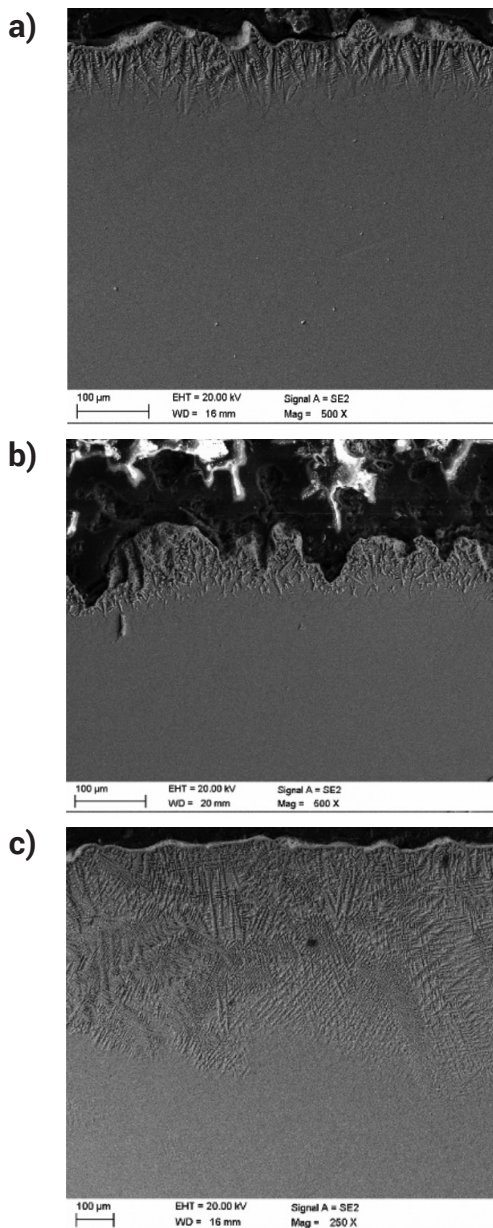 a)
100 µm
EHT = 20.00 kV
Signal A = SE2
WD = 16 mm
Mag = 500 X
b)
100 µm
EHT = 20.00 kV
Signal A = SE2
WD = 20 mm
Mag = 500 X
c)
100 µm
EHT = 20.00 kV
Signal A = SE2
WD = 16 mm
Mag = 250 X